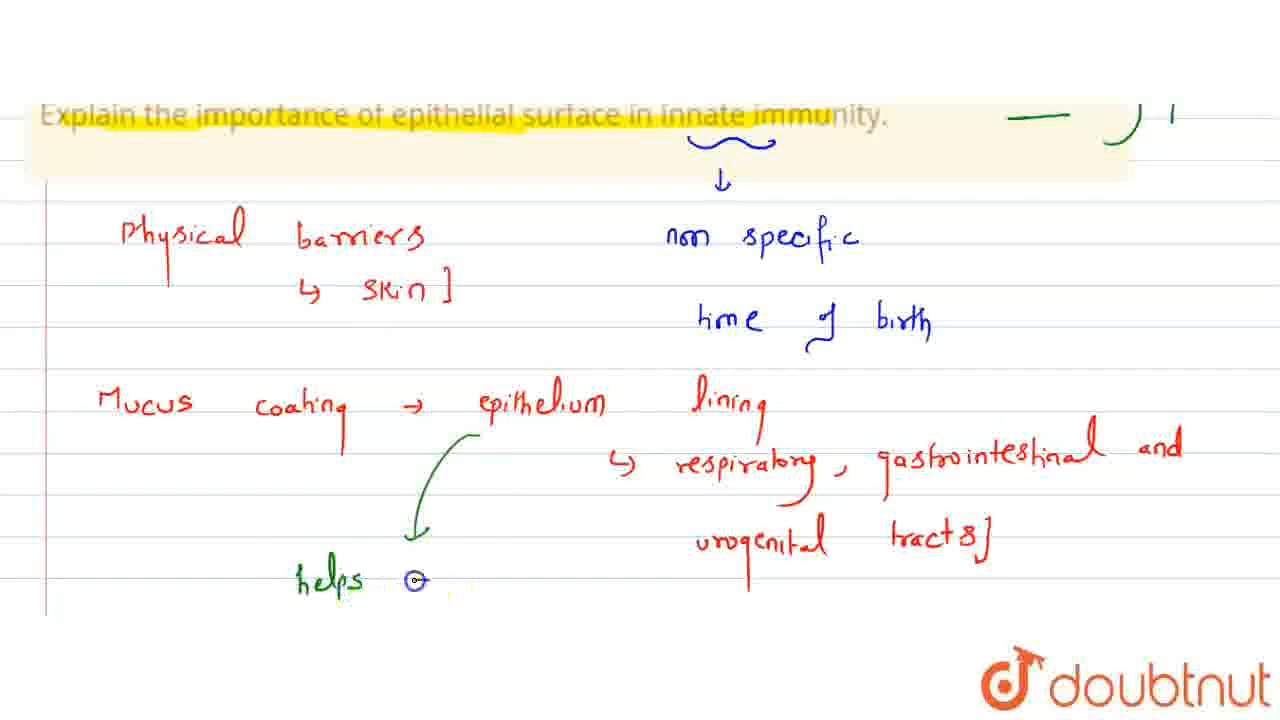 Explain the importance of epithelial surface in innate immunity.
Physical barriers
non specific
↳ skin]
time of birth
Mucus coating → epithelium lining
↳ respiratory, gastrointestinal and
urogenital tracts]
helps
doubtnut